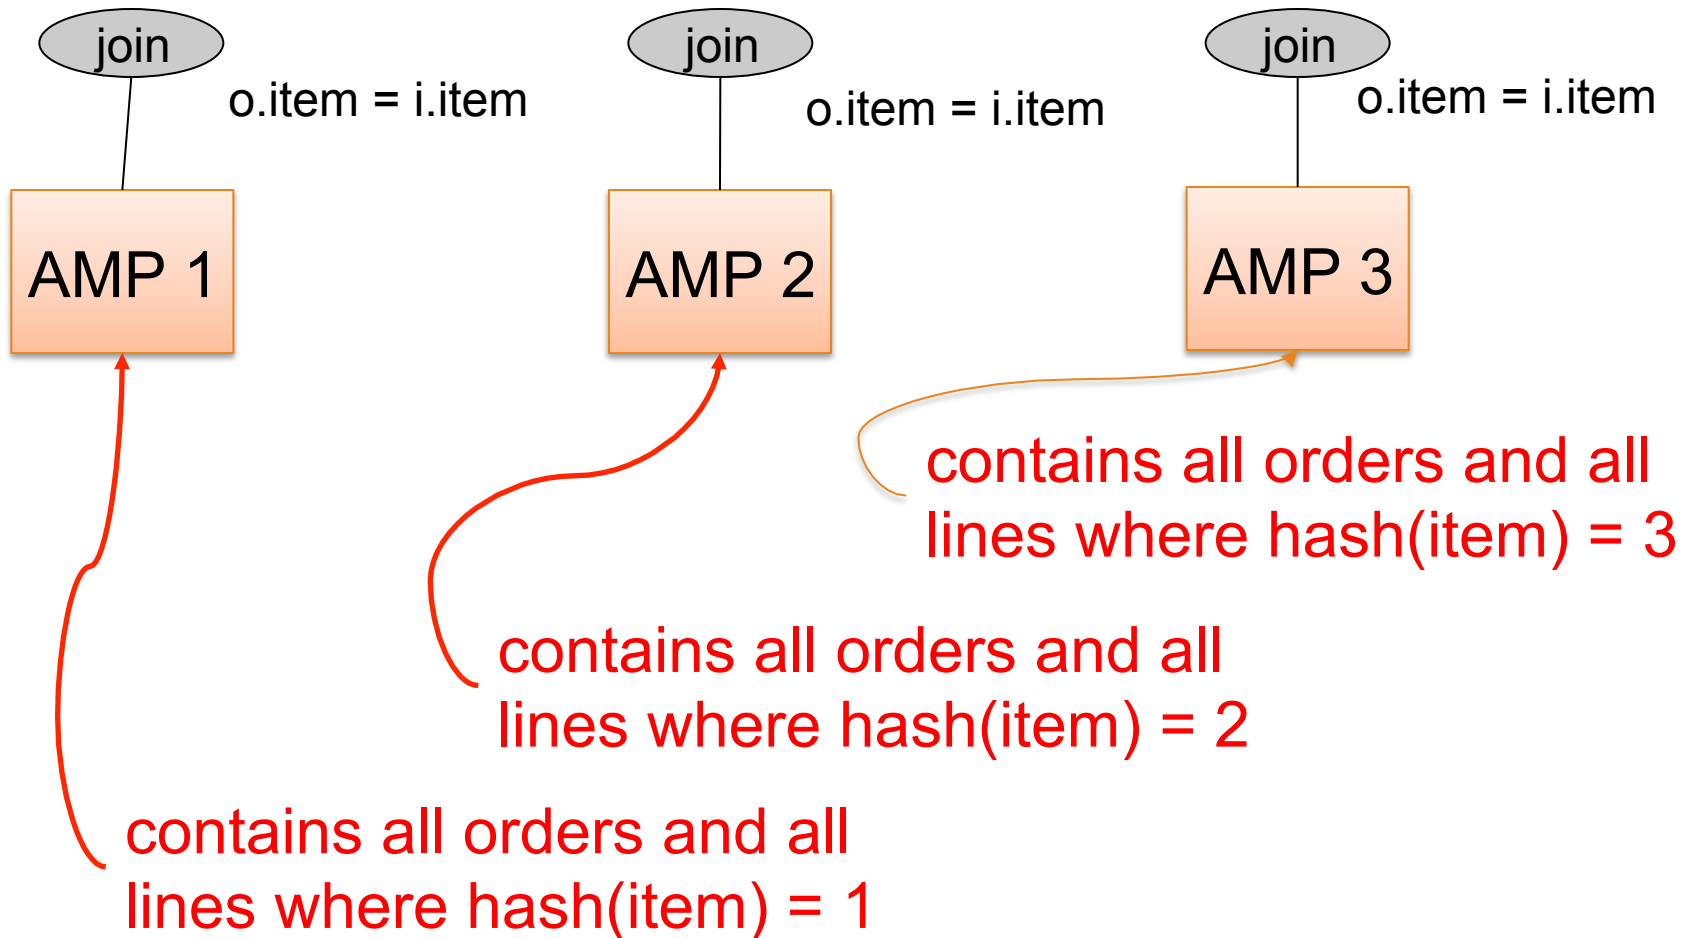 join
join
join
o.item = i.item
o.item = i.item
o.item = i.item
AMP 1
AMP 2
AMP 3
contains all orders and all
lines where hash(item) = 3
contains all orders and all
lines where hash(item) = 2
contains all orders and all
lines where hash(item) = 1